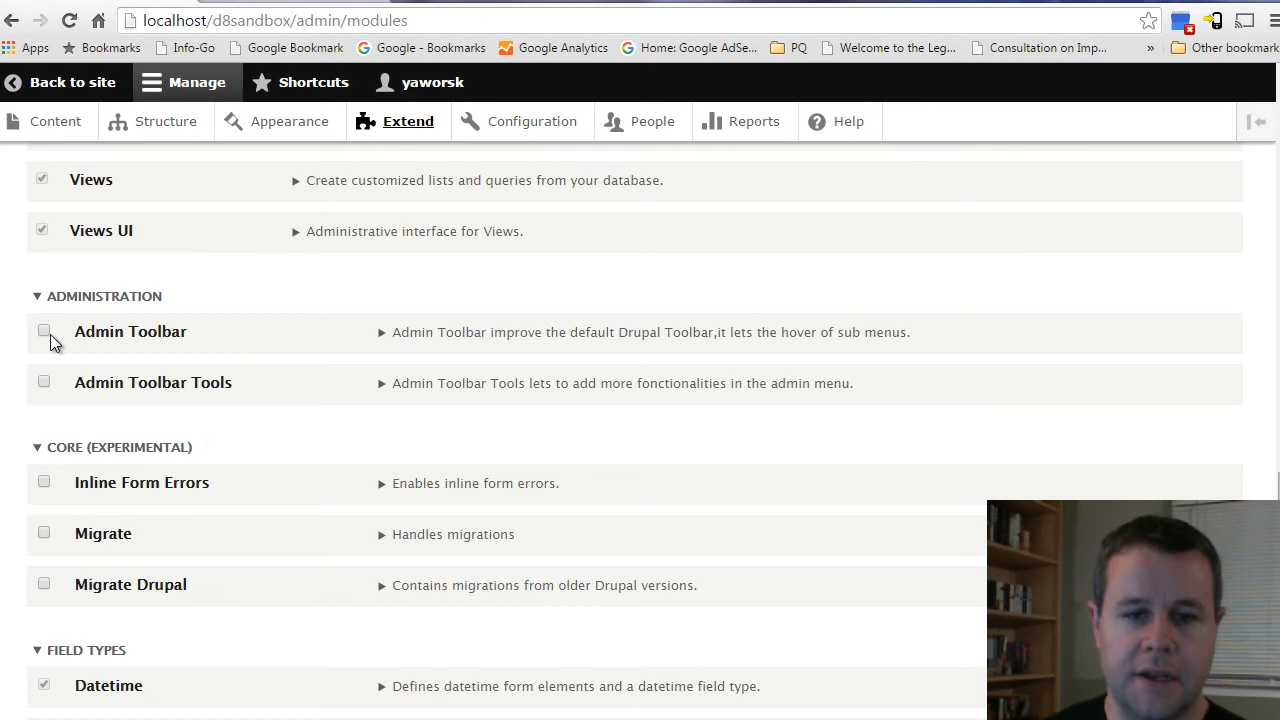 localhost/d8sandbox/admin/modules
Apps Bookmarks Info-Go Google Bookmark Google - Bookmarks Google Analytics Home: Google AdSe... PQ Welcome to the Leg... Consultation on Imp... » Other bookmark
Back to site Manage Shortcuts yaworsk
Content Structure Appearance Extend Configuration People Reports Help
Views Create customized lists and queries from your database.
Views UI Administrative interface for Views.
ADMINISTRATION
Admin Toolbar Admin Toolbar improve the default Drupal Toolbar,it lets the hover of sub menus.
Admin Toolbar Tools Admin Toolbar Tools lets to add more fonctionalities in the admin menu.
CORE (EXPERIMENTAL)
Inline Form Errors Enables inline form errors.
Migrate Handles migrations
Migrate Drupal Contains migrations from older Drupal versions.
FIELD TYPES
Datetime Defines datetime form elements and a datetime field type.